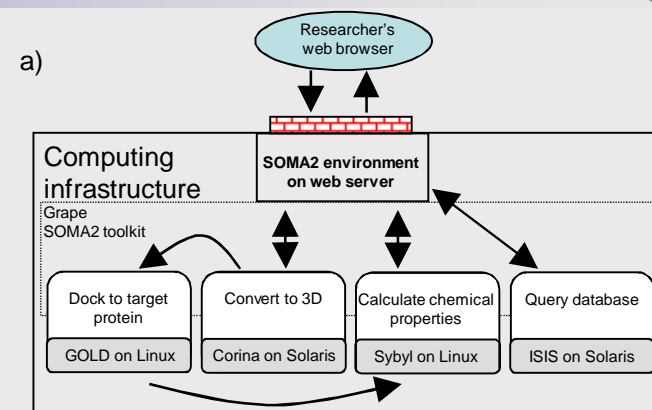 a)
Researcher's
web browser
SOMA2 environment
on web server
Computing
infrastructure
Grape
SOMA2 toolkit
Dock to target
protein
GOLD on Linux
Convert to 3D
Corina on Solaris
Calculate chemical
properties
Sybyl on Linux
Query database
ISIS on Solaris